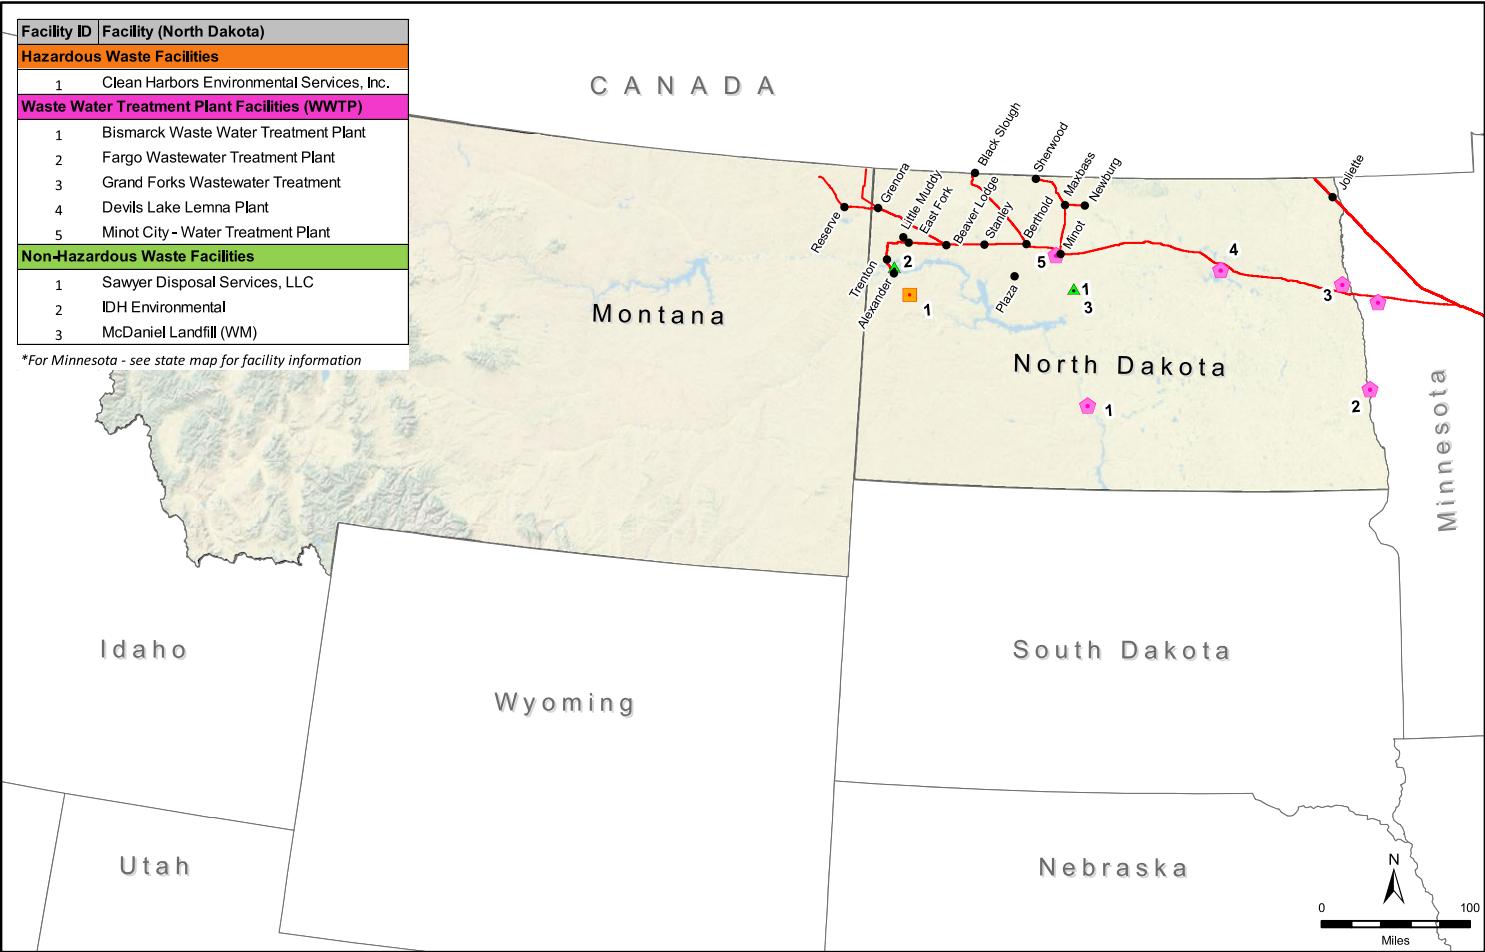 Facility ID Facility (North Dakota)
Hazardous Waste Facilities
1 Clean Harbors Environmental Services, Inc.
Waste Water Treatment Plant Facilities (WWTP)
1 Bismarck Waste Water Treatment Plant
2 Fargo Wastewater Treatment Plant
3 Grand Forks Wastewater Treatment
4 Devils Lake Lemna Plant
5 Minot City - Water Treatment Plant
Non-Hazardous Waste Facilities
1 Sawyer Disposal Services, LLC
2 IDH Environmental
3 McDaniel Landfill (WM)
*For Minnesota - see state map for facility information
CANADA
Reserve
Grenora
Little Muddy
East Fork
Beaver Lodge
Black Slough
Stanley
Berthold
Sherwood
Maxbass
Newburg
Minot
Joliette
Trenton
Alexander
Plaza
2
1
5
1
3
4
3
2
1
Montana
North Dakota
Minnesota
Idaho
Wyoming
South Dakota
Utah
Nebraska
N
0 100
Miles